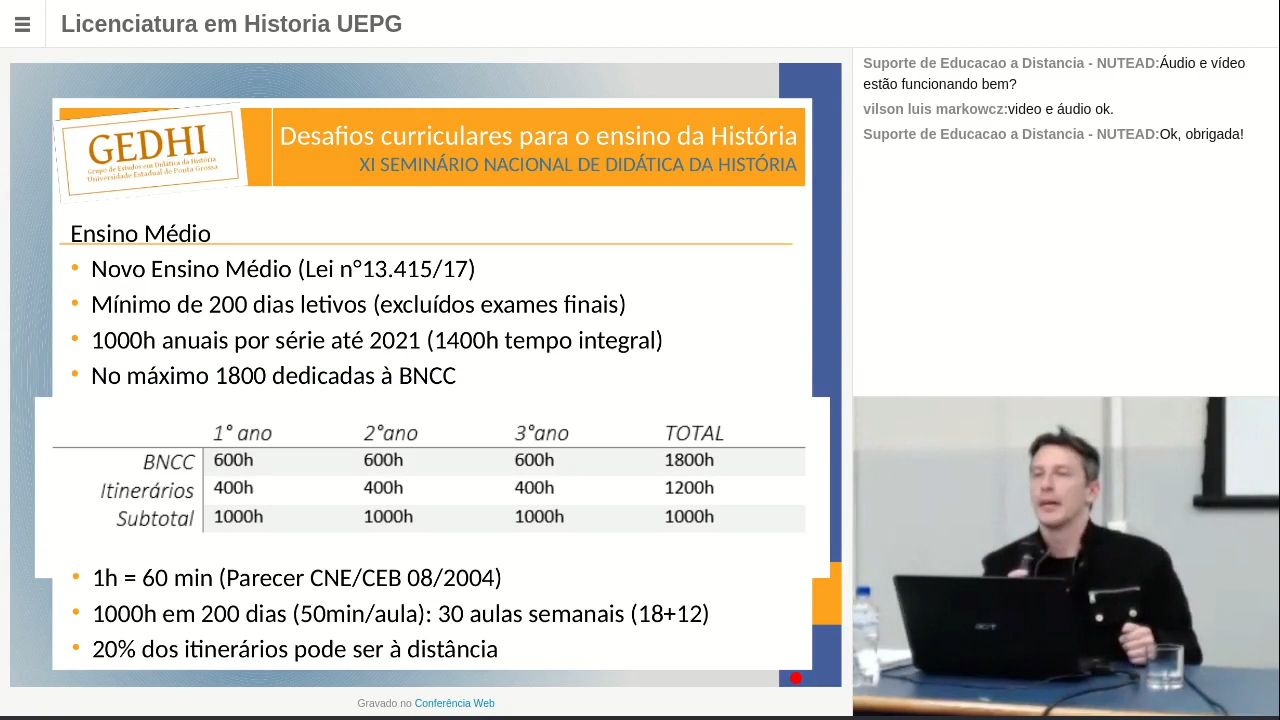 Licenciatura em Historia UEPG
GEDHI
Grupo de Estudos em Didática da História
Universidade Estadual de Ponta Grossa
Desafios curriculares para o ensino da História
XI SEMINÁRIO NACIONAL DE DIDÁTICA DA HISTÓRIA
Ensino Médio
• Novo Ensino Médio (Lei n°13.415/17)
• Mínimo de 200 dias letivos (excluídos exames finais)
• 1000h anuais por série até 2021 (1400h tempo integral)
• No máximo 1800 dedicadas à BNCC
1° ano 2°ano 3°ano TOTAL
BNCC 600h 600h 600h 1800h
Itinerários 400h 400h 400h 1200h
Subtotal 1000h 1000h 1000h 1000h
• 1h = 60 min (Parecer CNE/CEB 08/2004)
• 1000h em 200 dias (50min/aula): 30 aulas semanais (18+12)
• 20% dos itinerários pode ser à distância
Gravado no Conferência Web
Suporte de Educacao a Distancia - NUTEAD:Áudio e vídeo
estão funcionando bem?
vilson luis markowcz:video e áudio ok.
Suporte de Educacao a Distancia - NUTEAD:Ok, obrigada!
acer